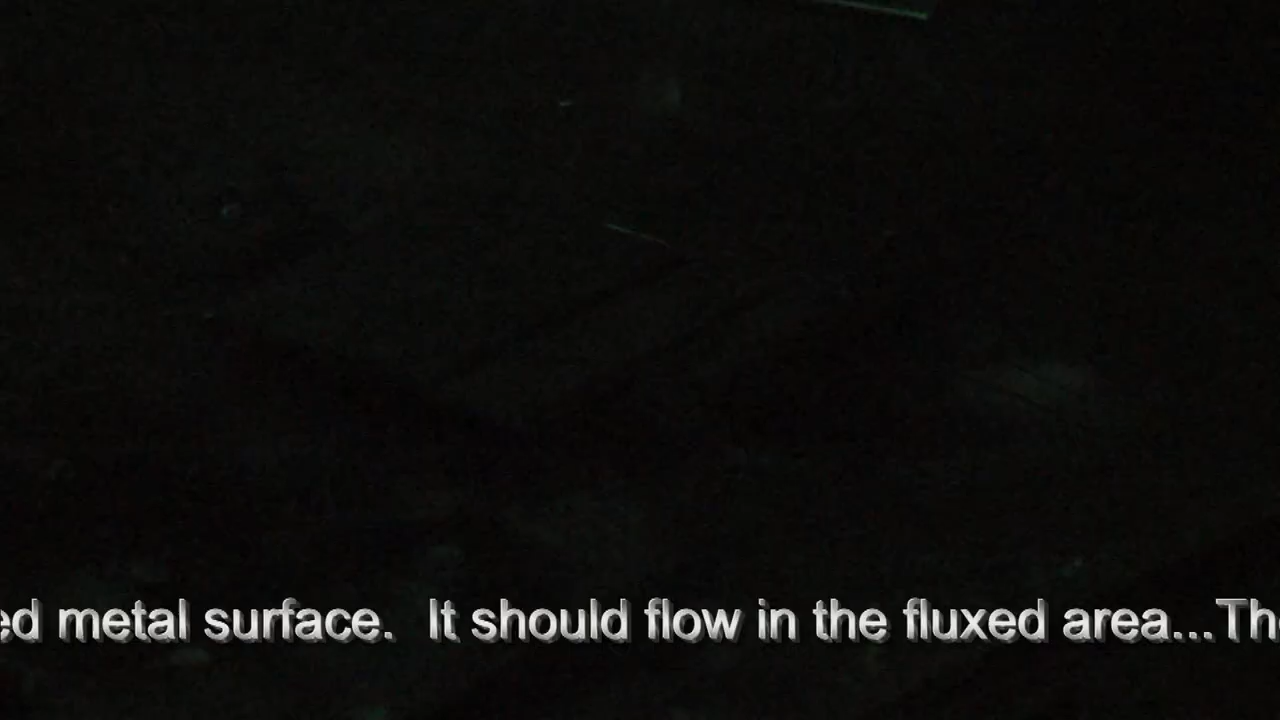 ed metal surface.  It should flow in the fluxed area...The